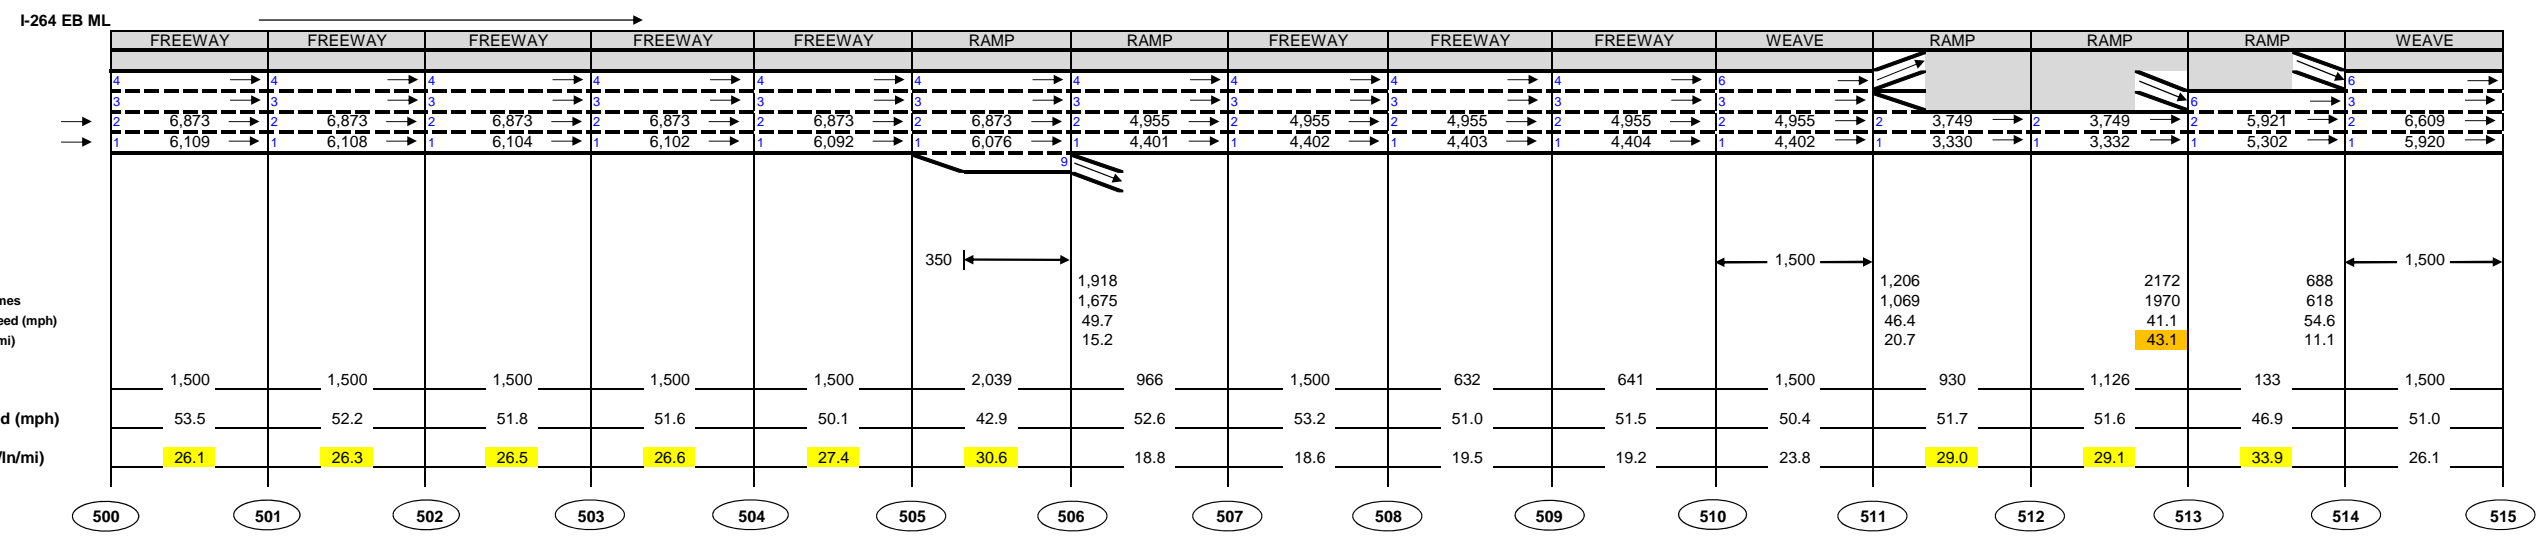 I-264 EB ML
FREEWAY FREEWAY FREEWAY FREEWAY FREEWAY RAMP RAMP FREEWAY FREEWAY FREEWAY WEAVE RAMP RAMP RAMP WEAVE
4 4 4 4 4 4 4 4 4 4 6 6
3 3 3 3 3 3 3 3 3 3 3 6 3
2 6,873 2 6,873 2 6,873 2 6,873 2 6,873 2 6,873 2 4,955 2 4,955 2 4,955 2 4,955 2 4,955 2 3,749 2 3,749 2 5,921 2 6,609
1 6,109 1 6,108 1 6,104 1 6,102 1 6,092 1 6,076 1 4,401 1 4,402 1 4,403 1 4,404 1 4,402 1 3,330 1 3,332 1 5,302 1 5,920
9
350 1,500 1,500
1,918 1,206 2172 688
mes 1,675 1,069 1970 618
eed (mph) 49.7 46.4 41.1 54.6
mi) 15.2 20.7 43.1 11.1
1,500 1,500 1,500 1,500 1,500 2,039 966 1,500 632 641 1,500 930 1,126 133 1,500
d (mph) 53.5 52.2 51.8 51.6 50.1 42.9 52.6 53.2 51.0 51.5 50.4 51.7 51.6 46.9 51.0
/ln/mi) 26.1 26.3 26.5 26.6 27.4 30.6 18.8 18.6 19.5 19.2 23.8 29.0 29.1 33.9 26.1
500 501 502 503 504 505 506 507 508 509 510 511 512 513 514 515